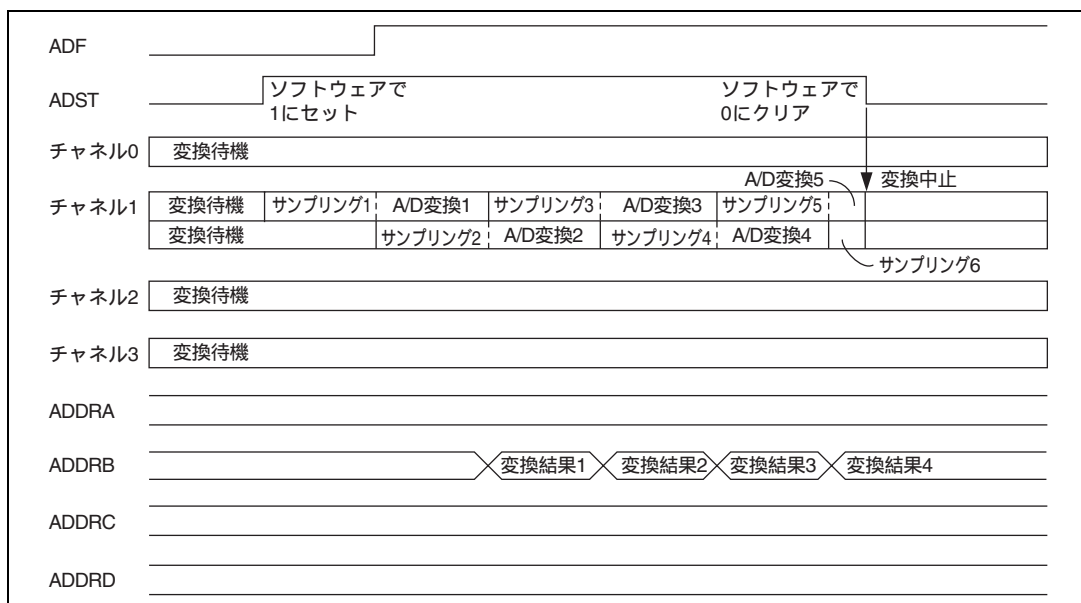 ADF
ADST
ソフトウェアで
1にセット
ソフトウェアで
0にクリア
チャネル0 変換待機
A/D変換5 変換中止
チャネル1 変換待機 サンプリング1 A/D変換1 サンプリング3 A/D変換3 サンプリング5
変換待機 サンプリング2 A/D変換2 サンプリング4 A/D変換4
サンプリング6
チャネル2 変換待機
チャネル3 変換待機
ADDRA
ADDRB 変換結果1 変換結果2 変換結果3 変換結果4
ADDRC
ADDRD